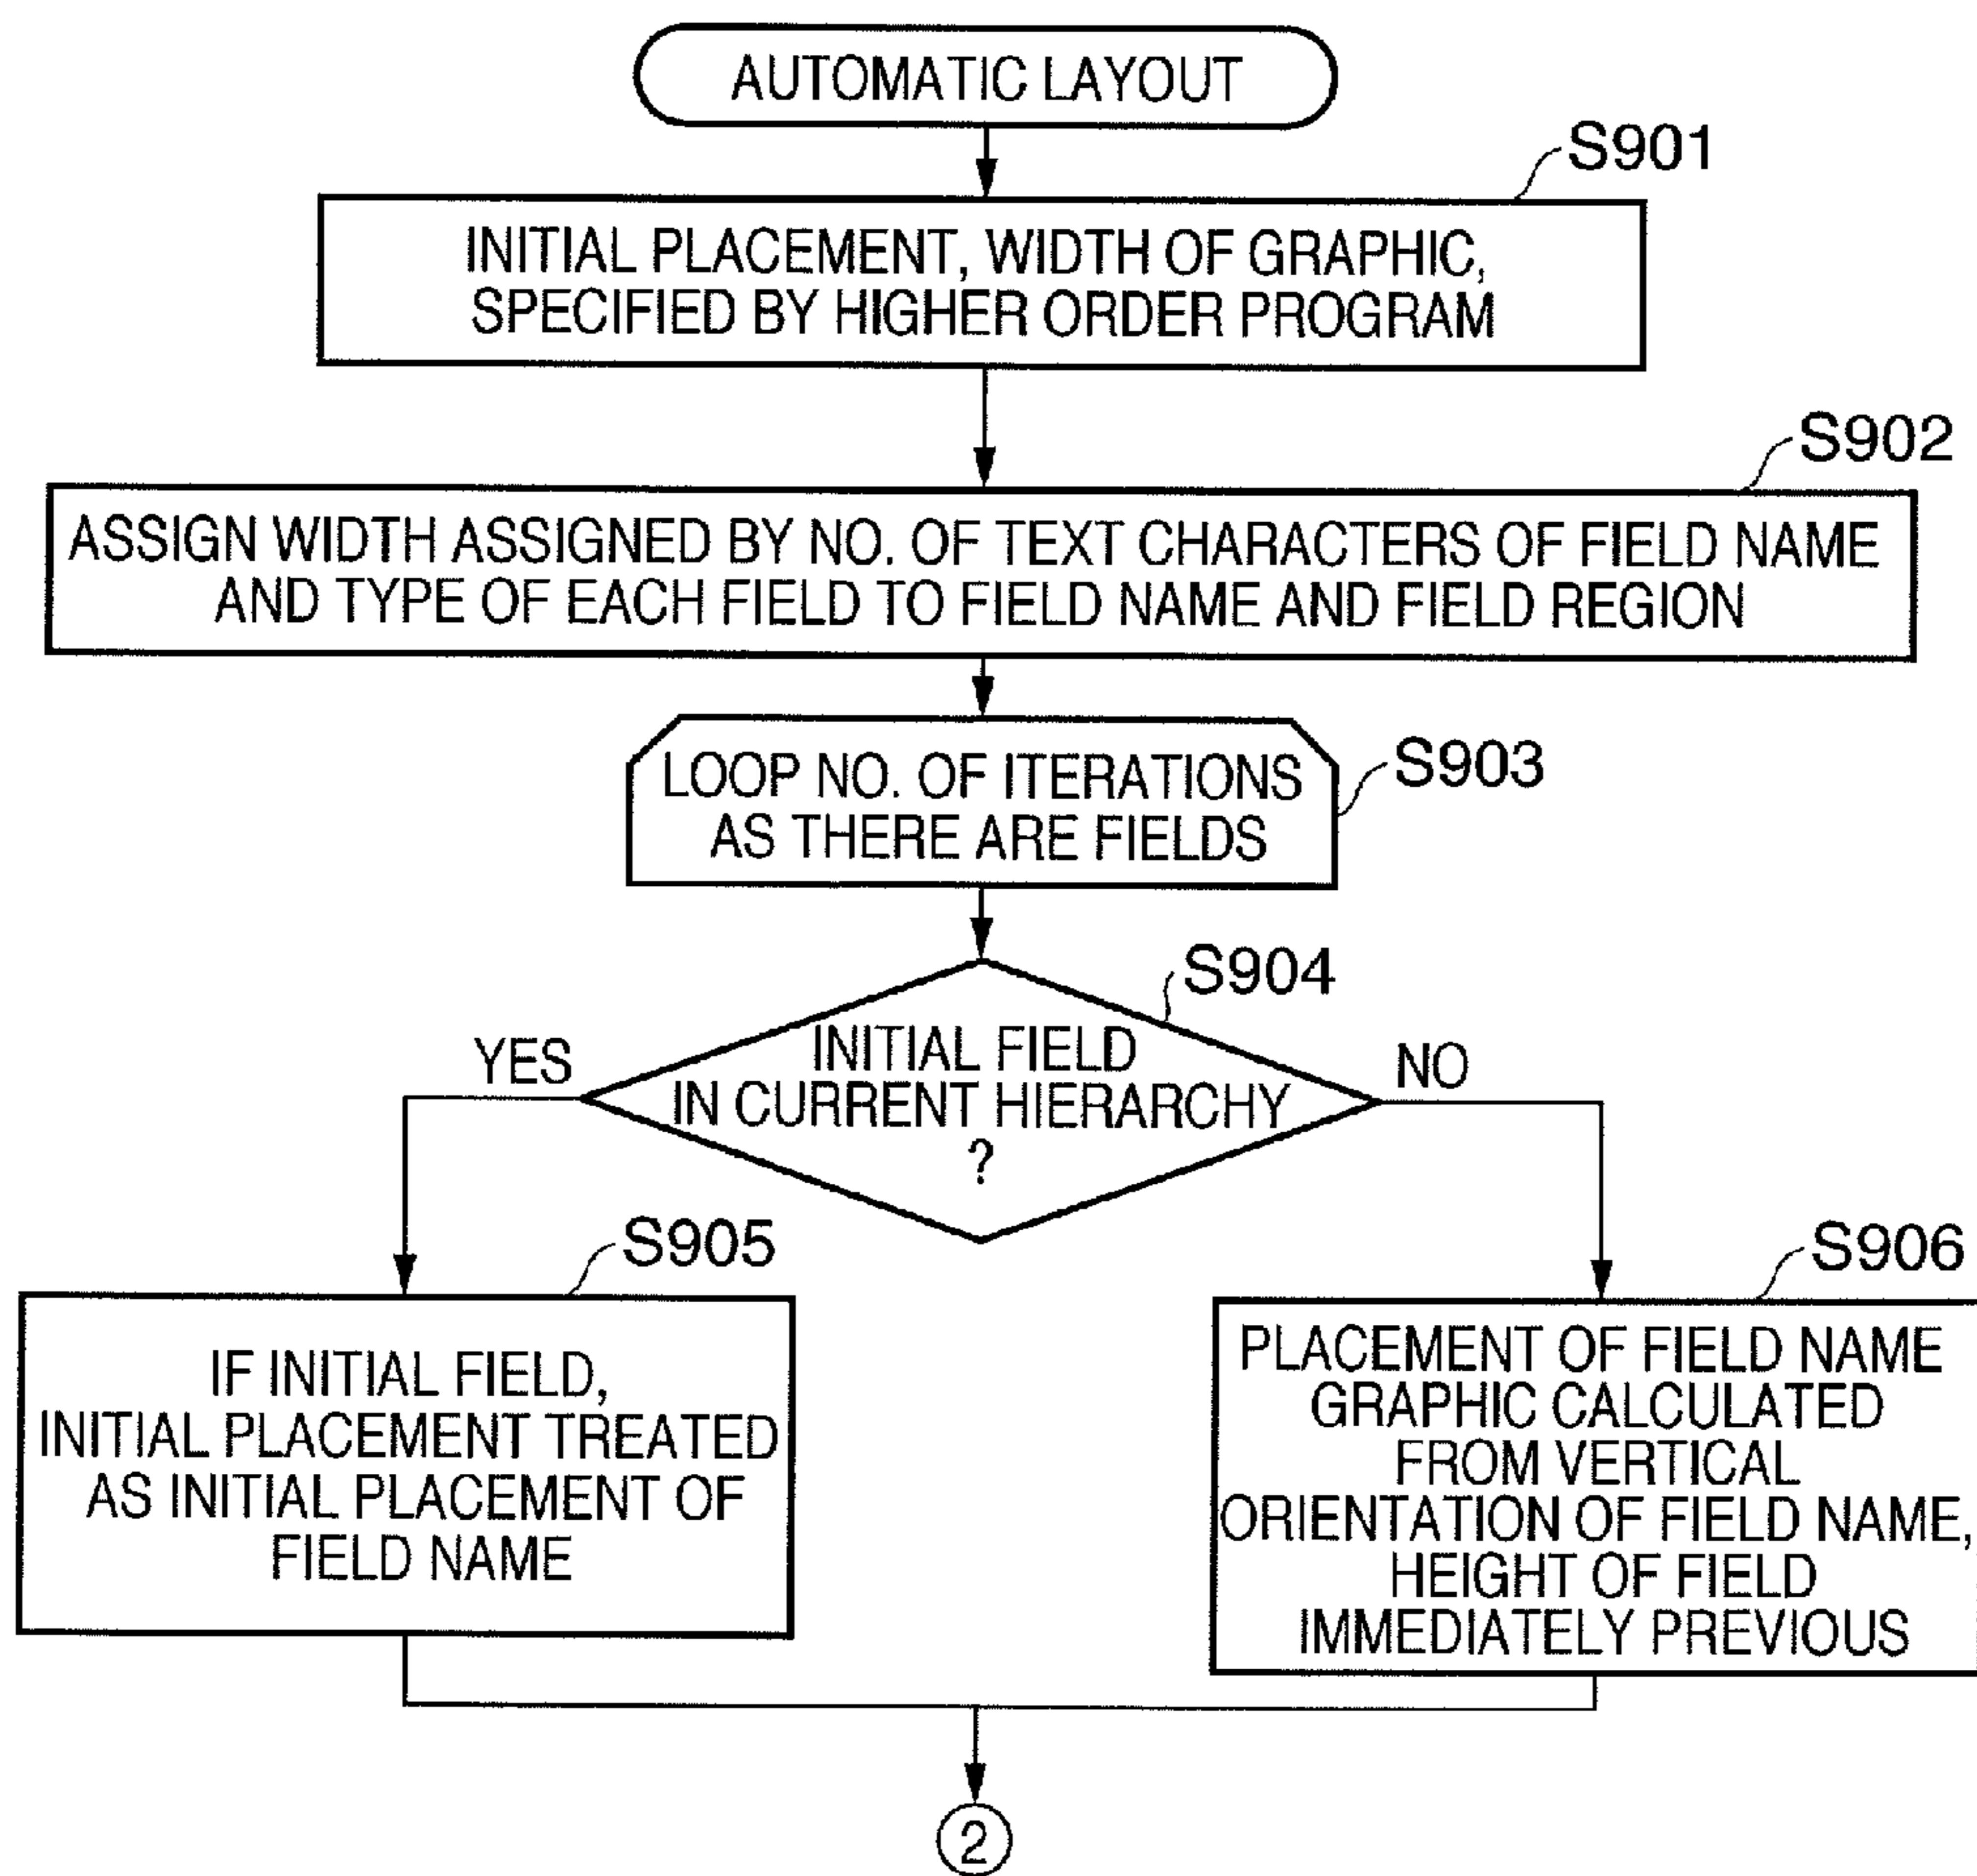 AUTOMATIC LAYOUT
S901
INITIAL PLACEMENT, WIDTH OF GRAPHIC,
SPECIFIED BY HIGHER ORDER PROGRAM
S902
ASSIGN WIDTH ASSIGNED BY NO. OF TEXT CHARACTERS OF FIELD NAME
AND TYPE OF EACH FIELD TO FIELD NAME AND FIELD REGION
LOOP NO. OF ITERATIONS
AS THERE ARE FIELDS
S903
S904
INITIAL FIELD
IN CURRENT HIERARCHY
?
YES
NO
S905
IF INITIAL FIELD,
INITIAL PLACEMENT TREATED
AS INITIAL PLACEMENT OF
FIELD NAME
S906
PLACEMENT OF FIELD NAME
GRAPHIC CALCULATED
FROM VERTICAL
ORIENTATION OF FIELD NAME,
HEIGHT OF FIELD
IMMEDIATELY PREVIOUS
2